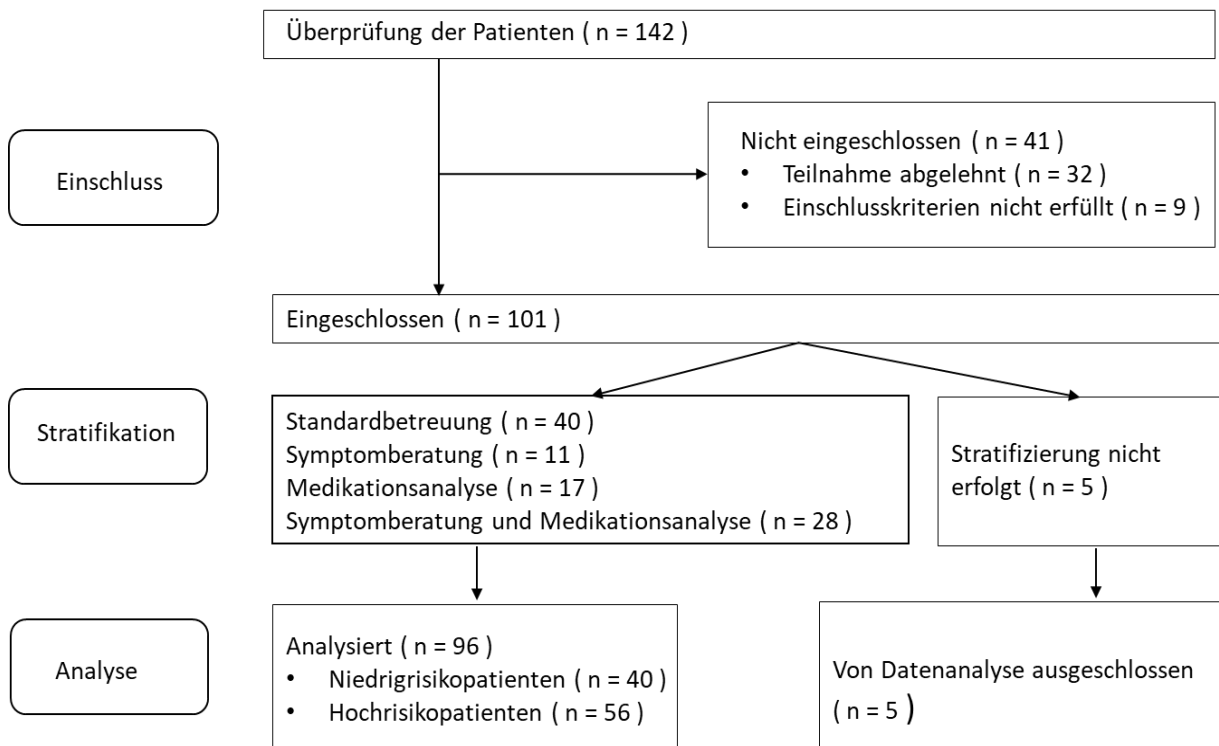 Überprüfung der Patienten ( n = 142 )
Einschluss
Nicht eingeschlossen ( n = 41 )
• Teilnahme abgelehnt ( n = 32 )
• Einschlusskriterien nicht erfüllt ( n = 9 )
Eingeschlossen ( n = 101 )
Stratifikation
Standardbetreuung ( n = 40 )
Symptomberatung ( n = 11 )
Medikationsanalyse ( n = 17 )
Symptomberatung und Medikationsanalyse ( n = 28 )
Stratifizierung nicht
erfolgt ( n = 5 )
Analyse
Analysiert ( n = 96 )
• Niedrigrisikopatienten ( n = 40 )
• Hochrisikopatienten ( n = 56 )
Von Datenanalyse ausgeschlossen
( n = 5 )